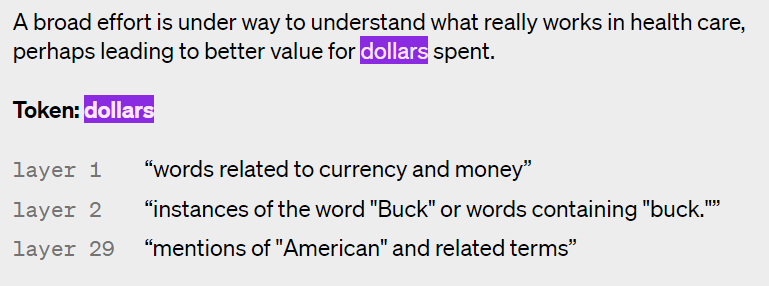 A broad effort is under way to understand what really works in health care,
perhaps leading to better value for dollars spent.
Token: dollars
layer 1 “words related to currency and money”
layer 2 “instances of the word "Buck" or words containing "buck."”
layer 29 “mentions of "American" and related terms”